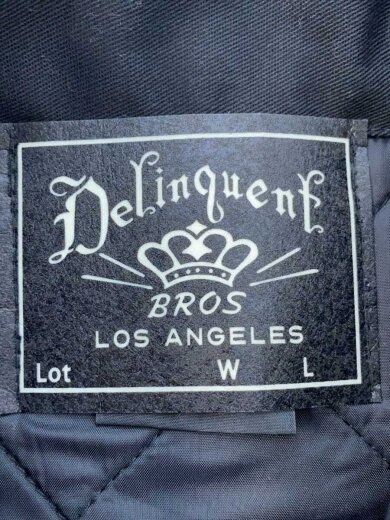 Delinquent
BROS
LOS ANGELES
Lot W L